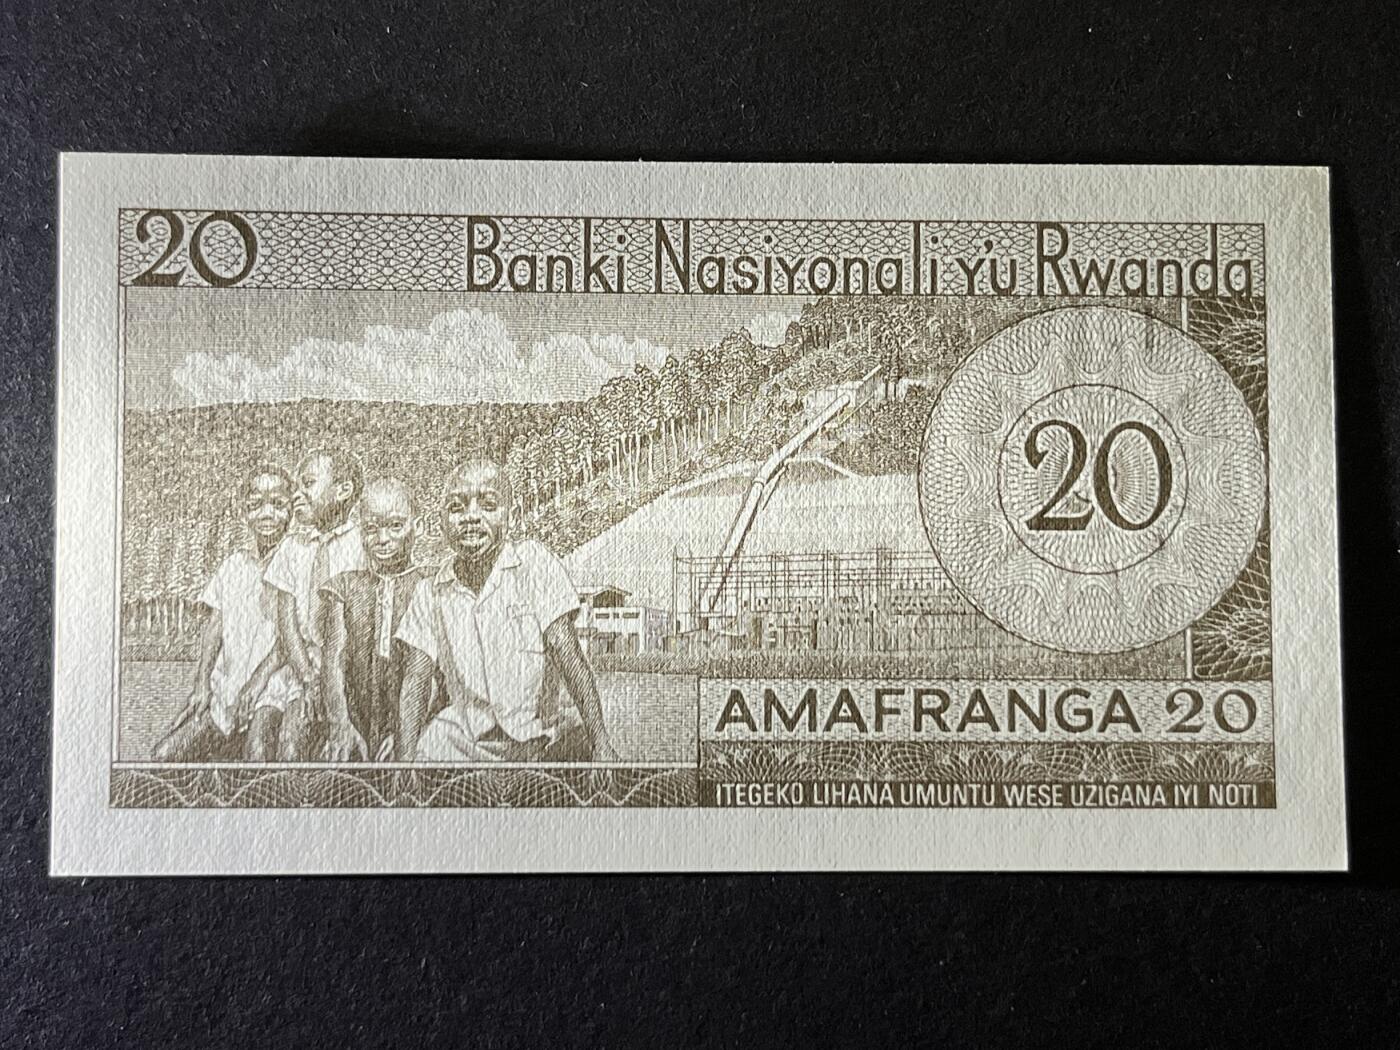 20 Banki Nasiyonali y'u Rwanda
20
AMAFRANGA 20
ITEGEKO LIHANA UMUNTU WESE UZIGANA IYI NOTI